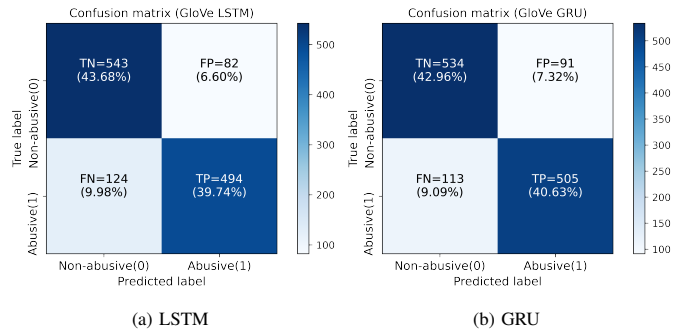 Confusion matrix (GloVe LSTM)
TN=543
(43.68%)
FP=82
(6.60%)
FN=124
(9.98%)
TP=494
(39.74%)
True label
Non-abusive(0)
Abusive(1)
Non-abusive(0)
Abusive(1)
Predicted label
500
400
300
200
100
(a) LSTM
Confusion matrix (GloVe GRU)
TN=534
(42.96%)
FP=91
(7.32%)
FN=113
(9.09%)
TP=505
(40.63%)
True label
Non-abusive(0)
Abusive(1)
Non-abusive(0)
Abusive(1)
Predicted label
500
450
400
350
300
250
200
150
100
(b) GRU